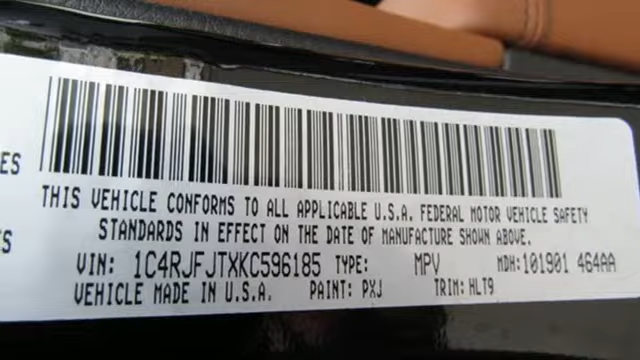 ES
THIS VEHICLE CONFORMS TO ALL APPLICABLE U.S.A. FEDERAL MOTOR VEHICLE SAFETY
S STANDARDS IN EFFECT ON THE DATE OF MANUFACTURE SHOWN ABOVE.
VIN: 1C4RJFJTXKC596185 TYPE: MPV MDH:101901 464AA
VEHICLE MADE IN U.S.A. PAINT: PXJ TRIM: HLT9